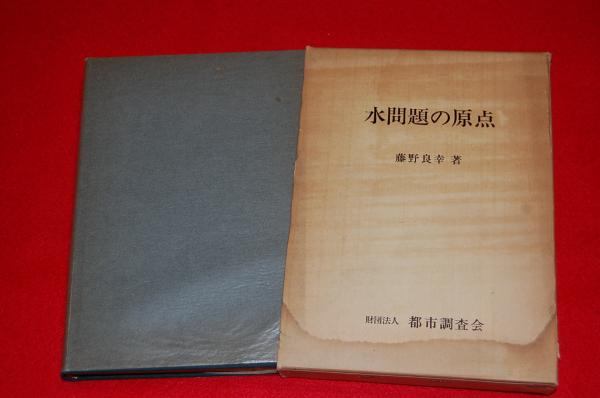 水問題の原点
藤野良幸 著
財団法人 都市調査会